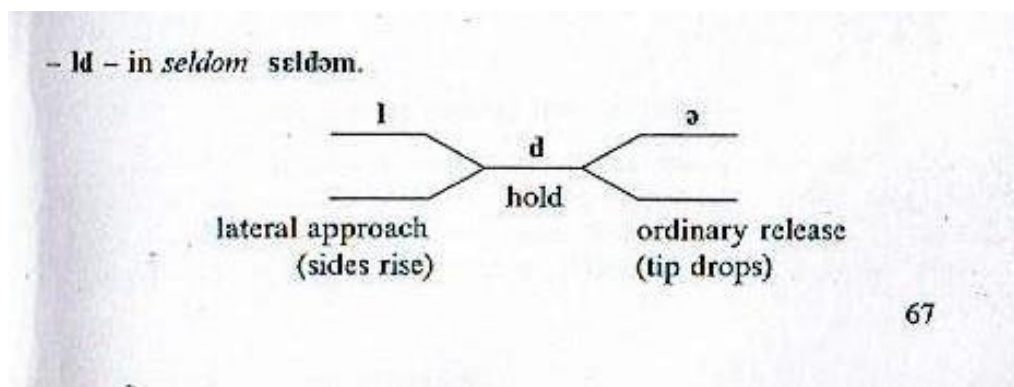 – ld – in seldom sɛldəm.
l d ə
hold
lateral approach ordinary release
(sides rise) (tip drops)
67